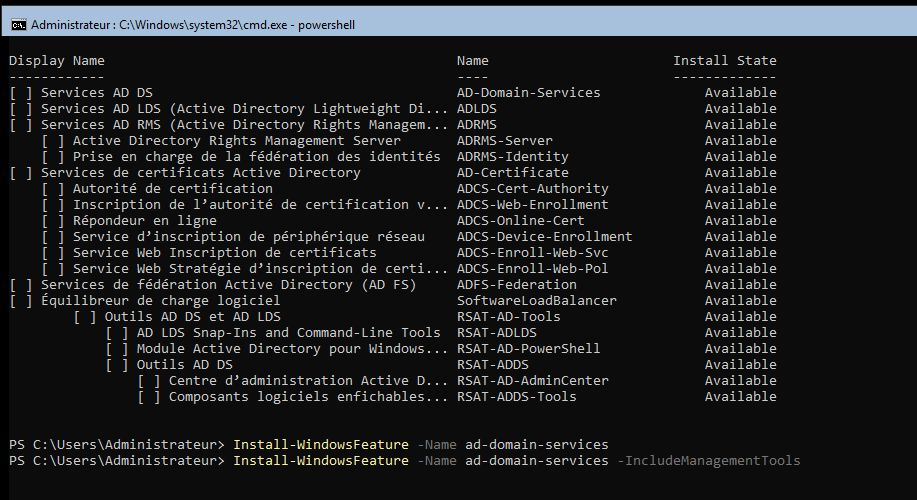 Administrateur : C:\Windows\system32\cmd.exe - powershell
Display Name Name Install State
------------ ---- -------------
[ ] Services AD DS AD-Domain-Services Available
[ ] Services AD LDS (Active Directory Lightweight Di... ADLDS Available
[ ] Services AD RMS (Active Directory Rights Managem... ADRMS Available
[ ] Active Directory Rights Management Server ADRMS-Server Available
[ ] Prise en charge de la fédération des identités ADRMS-Identity Available
[ ] Services de certificats Active Directory AD-Certificate Available
[ ] Autorité de certification ADCS-Cert-Authority Available
[ ] Inscription de l’autorité de certification v... ADCS-Web-Enrollment Available
[ ] Répondeur en ligne ADCS-Online-Cert Available
[ ] Service d’inscription de périphérique réseau ADCS-Device-Enrollment Available
[ ] Service Web Inscription de certificats ADCS-Enroll-Web-Svc Available
[ ] Service Web Stratégie d’inscription de certi... ADCS-Enroll-Web-Pol Available
[ ] Services de fédération Active Directory (AD FS) ADFS-Federation Available
[ ] Équilibreur de charge logiciel SoftwareLoadBalancer Available
[ ] Outils AD DS et AD LDS RSAT-AD-Tools Available
[ ] AD LDS Snap-Ins and Command-Line Tools RSAT-ADLDS Available
[ ] Module Active Directory pour Windows... RSAT-AD-PowerShell Available
[ ] Outils AD DS RSAT-ADDS Available
[ ] Centre d’administration Active D... RSAT-AD-AdminCenter Available
[ ] Composants logiciels enfichables... RSAT-ADDS-Tools Available
PS C:\Users\Administrateur> Install-WindowsFeature -Name ad-domain-services
PS C:\Users\Administrateur> Install-WindowsFeature -Name ad-domain-services -IncludeManagementTools